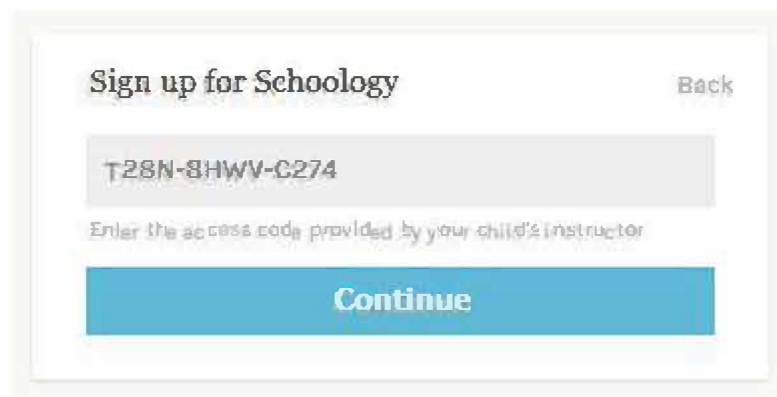 Sign up for Schoology
Back
T28N-8HWV-C274
Enter the access code provided by your child's instructor
Continue